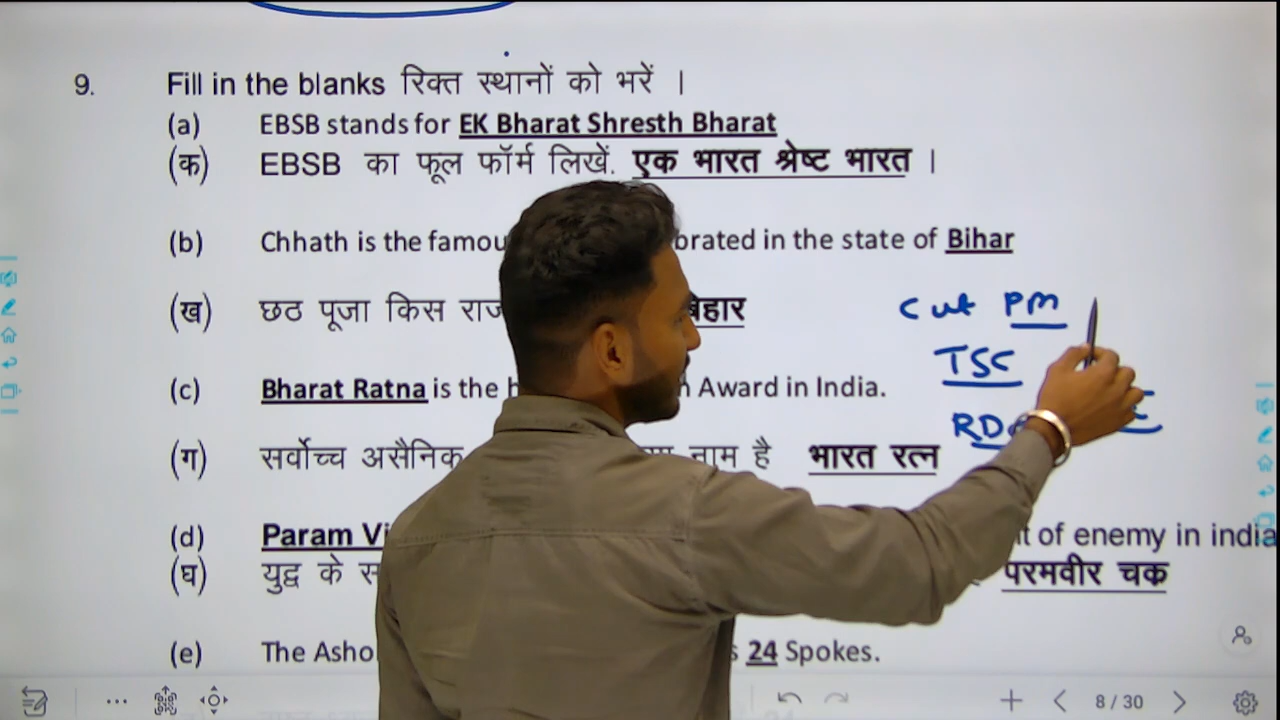 9. Fill in the blanks रिक्त स्थानों को भरें ।
(a) EBSB stands for EK Bharat Shresth Bharat
(क) EBSB का फूल फॉर्म लिखें. एक भारत श्रेष्ट भारत ।
(b) Chhath is the famou brated in the state of Bihar
(ख) छठ पूजा किस राज बिहार
Cut PM
(c) Bharat Ratna is the h n Award in India.
TSC
RD
(ग) सर्वोच्च असैनिक नाम है भारत रत्न
(d) Param Vi t of enemy in india
(घ) युद्व के स परमवीर चक
(e) The Asho s 24 Spokes.
8 / 30